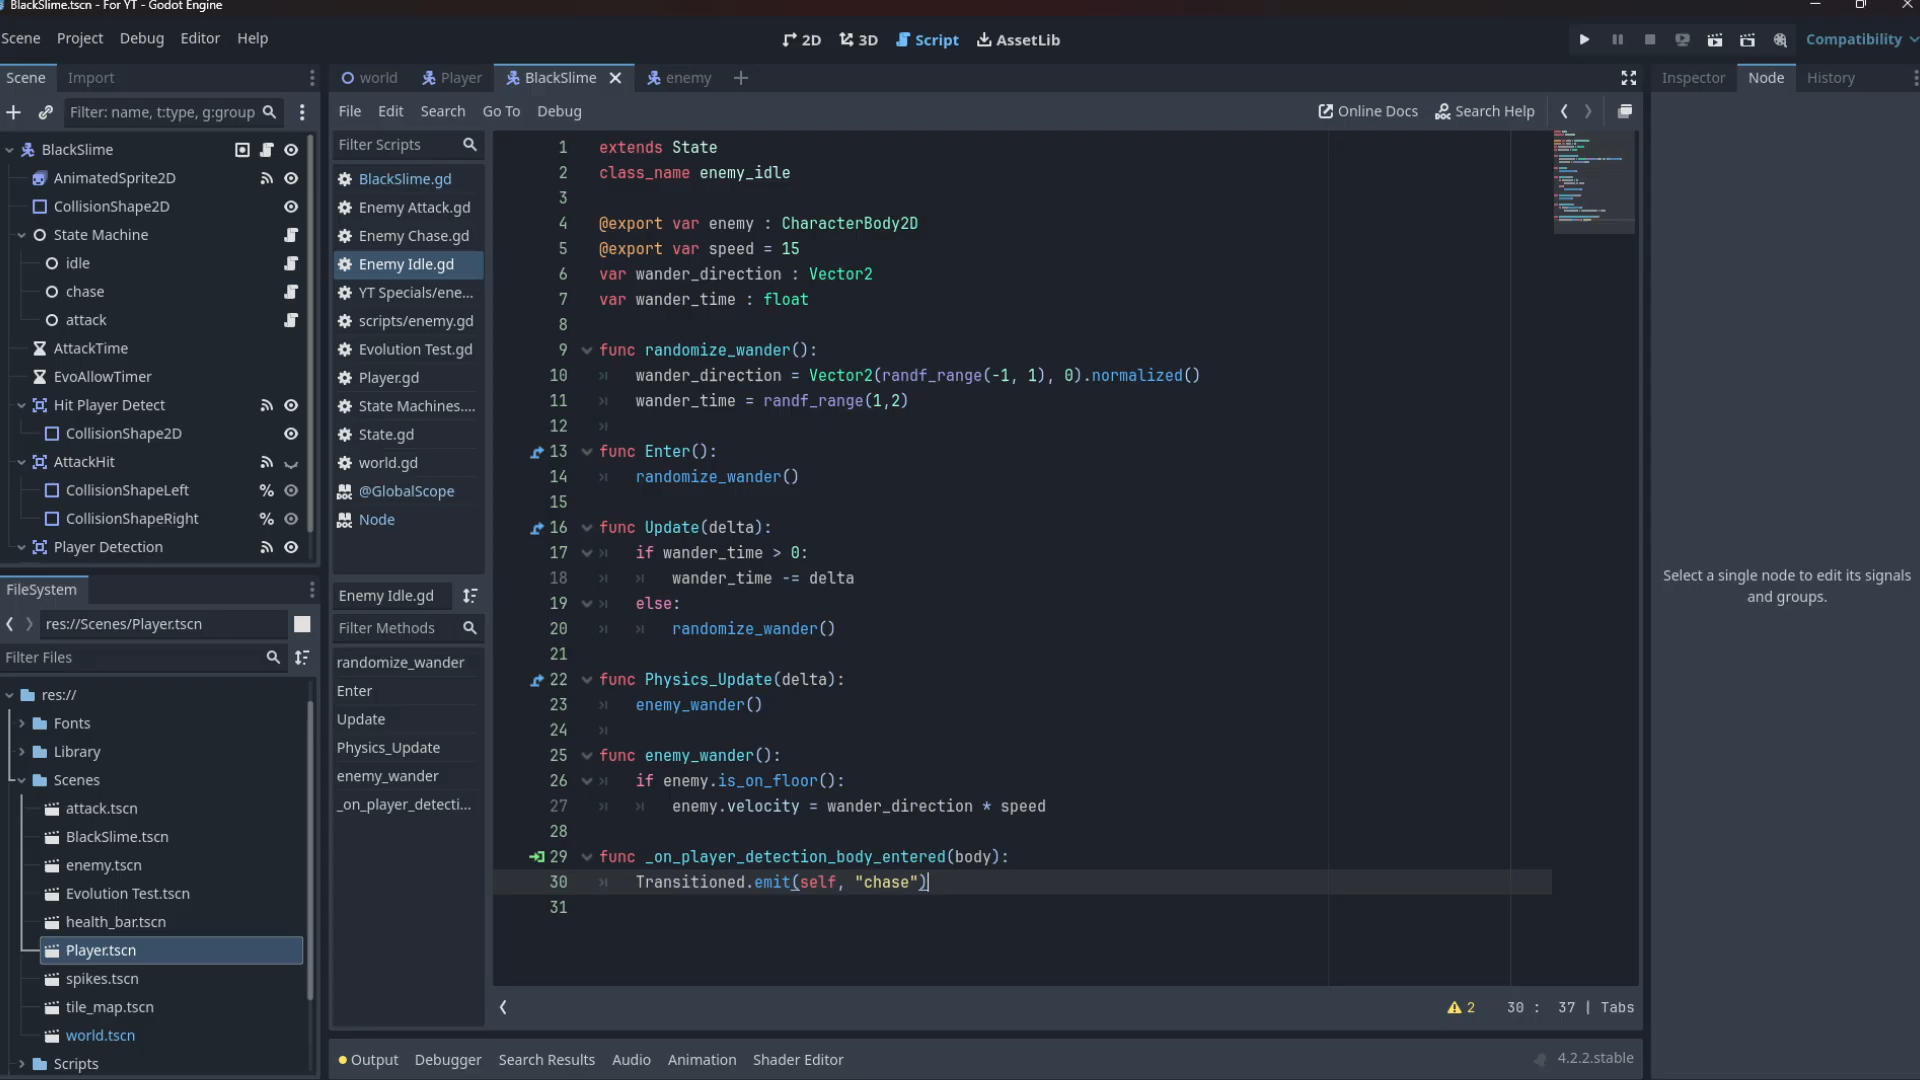 BlackSlime.tscn - For YT - Godot Engine
Scene Project Debug Editor Help
2D 3D Script AssetLib
Compatibility
Scene Import
Filter: name, t:type, g:group
BlackSlime
AnimatedSprite2D
CollisionShape2D
State Machine
idle
chase
attack
AttackTime
EvoAllowTimer
Hit Player Detect
CollisionShape2D
AttackHit
CollisionShapeLeft %
CollisionShapeRight %
Player Detection
FileSystem
res://Scenes/Player.tscn
Filter Files
res://
Fonts
Library
Scenes
attack.tscn
BlackSlime.tscn
enemy.tscn
Evolution Test.tscn
health_bar.tscn
Player.tscn
spikes.tscn
tile_map.tscn
world.tscn
Scripts
world Player BlackSlime enemy
File Edit Search Go To Debug
Online Docs Search Help
Filter Scripts
BlackSlime.gd
Enemy Attack.gd
Enemy Chase.gd
Enemy Idle.gd
YT Specials/ene...
scripts/enemy.gd
Evolution Test.gd
Player.gd
State Machines....
State.gd
world.gd
@GlobalScope
Node
Enemy Idle.gd
Filter Methods
randomize_wander
Enter
Update
Physics_Update
enemy_wander
_on_player_detecti...
1 extends State
2 class_name enemy_idle
3
4 @export var enemy : CharacterBody2D
5 @export var speed = 15
6 var wander_direction : Vector2
7 var wander_time : float
8
9 func randomize_wander():
10 wander_direction = Vector2(randf_range(-1, 1), 0).normalized()
11 wander_time = randf_range(1,2)
12
13 func Enter():
14 randomize_wander()
15
16 func Update(delta):
17 if wander_time > 0:
18 wander_time -= delta
19 else:
20 randomize_wander()
21
22 func Physics_Update(delta):
23 enemy_wander()
24
25 func enemy_wander():
26 if enemy.is_on_floor():
27 enemy.velocity = wander_direction * speed
28
29 func _on_player_detection_body_entered(body):
30 Transitioned.emit(self, "chase")
31
2 30 : 37 | Tabs
Output Debugger Search Results Audio Animation Shader Editor
4.2.2.stable
Inspector Node History
Select a single node to edit its signals
and groups.